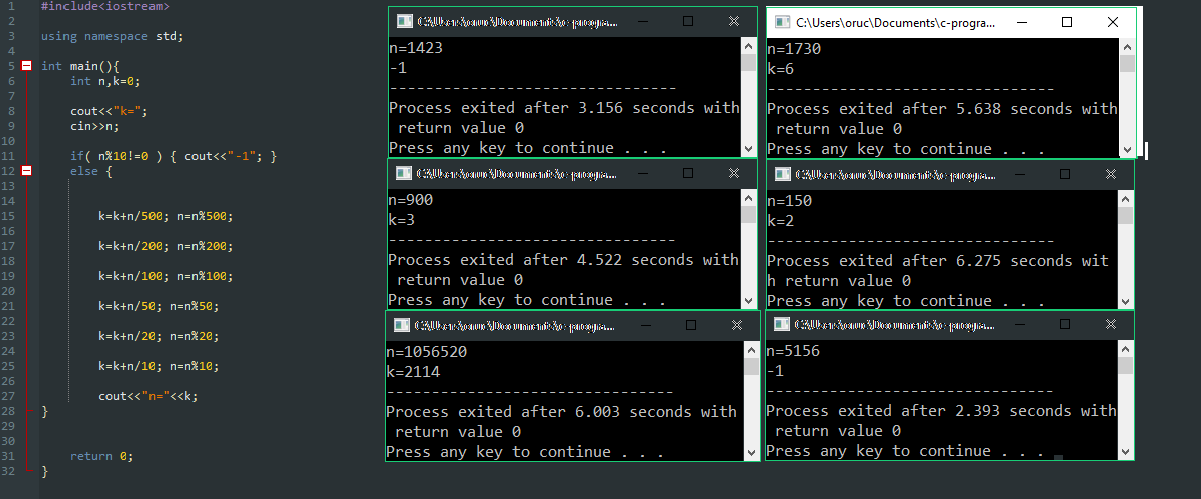 1 #include<iostream>
2
3 using namespace std;
4
5 int main(){
6 int n,k=0;
7
8 cout<<"k=";
9 cin>>n;
10
11 if( n%10!=0 ) { cout<<"-1"; }
12 else {
13
14
15 k=k+n/500; n=n%500;
16
17 k=k+n/200; n=n%200;
18
19 k=k+n/100; n=n%100;
20
21 k=k+n/50; n=n%50;
22
23 k=k+n/20; n=n%20;
24
25 k=k+n/10; n=n%10;
26
27 cout<<"n="<<k;
28 }
29
30
31 return 0;
32 }
n=1423
-1
--------------------------------
Process exited after 3.156 seconds with
return value 0
Press any key to continue . . .
C:\Users\oruc\Documents\c-progra...
n=1730
k=6
--------------------------------
Process exited after 5.638 seconds with
return value 0
Press any key to continue . . .
n=900
k=3
--------------------------------
Process exited after 4.522 seconds with
return value 0
Press any key to continue . . .
n=150
k=2
--------------------------------
Process exited after 6.275 seconds wit
h return value 0
Press any key to continue . . .
n=1056520
k=2114
--------------------------------
Process exited after 6.003 seconds with
return value 0
Press any key to continue . . .
n=5156
-1
--------------------------------
Process exited after 2.393 seconds with
return value 0
Press any key to continue . . .